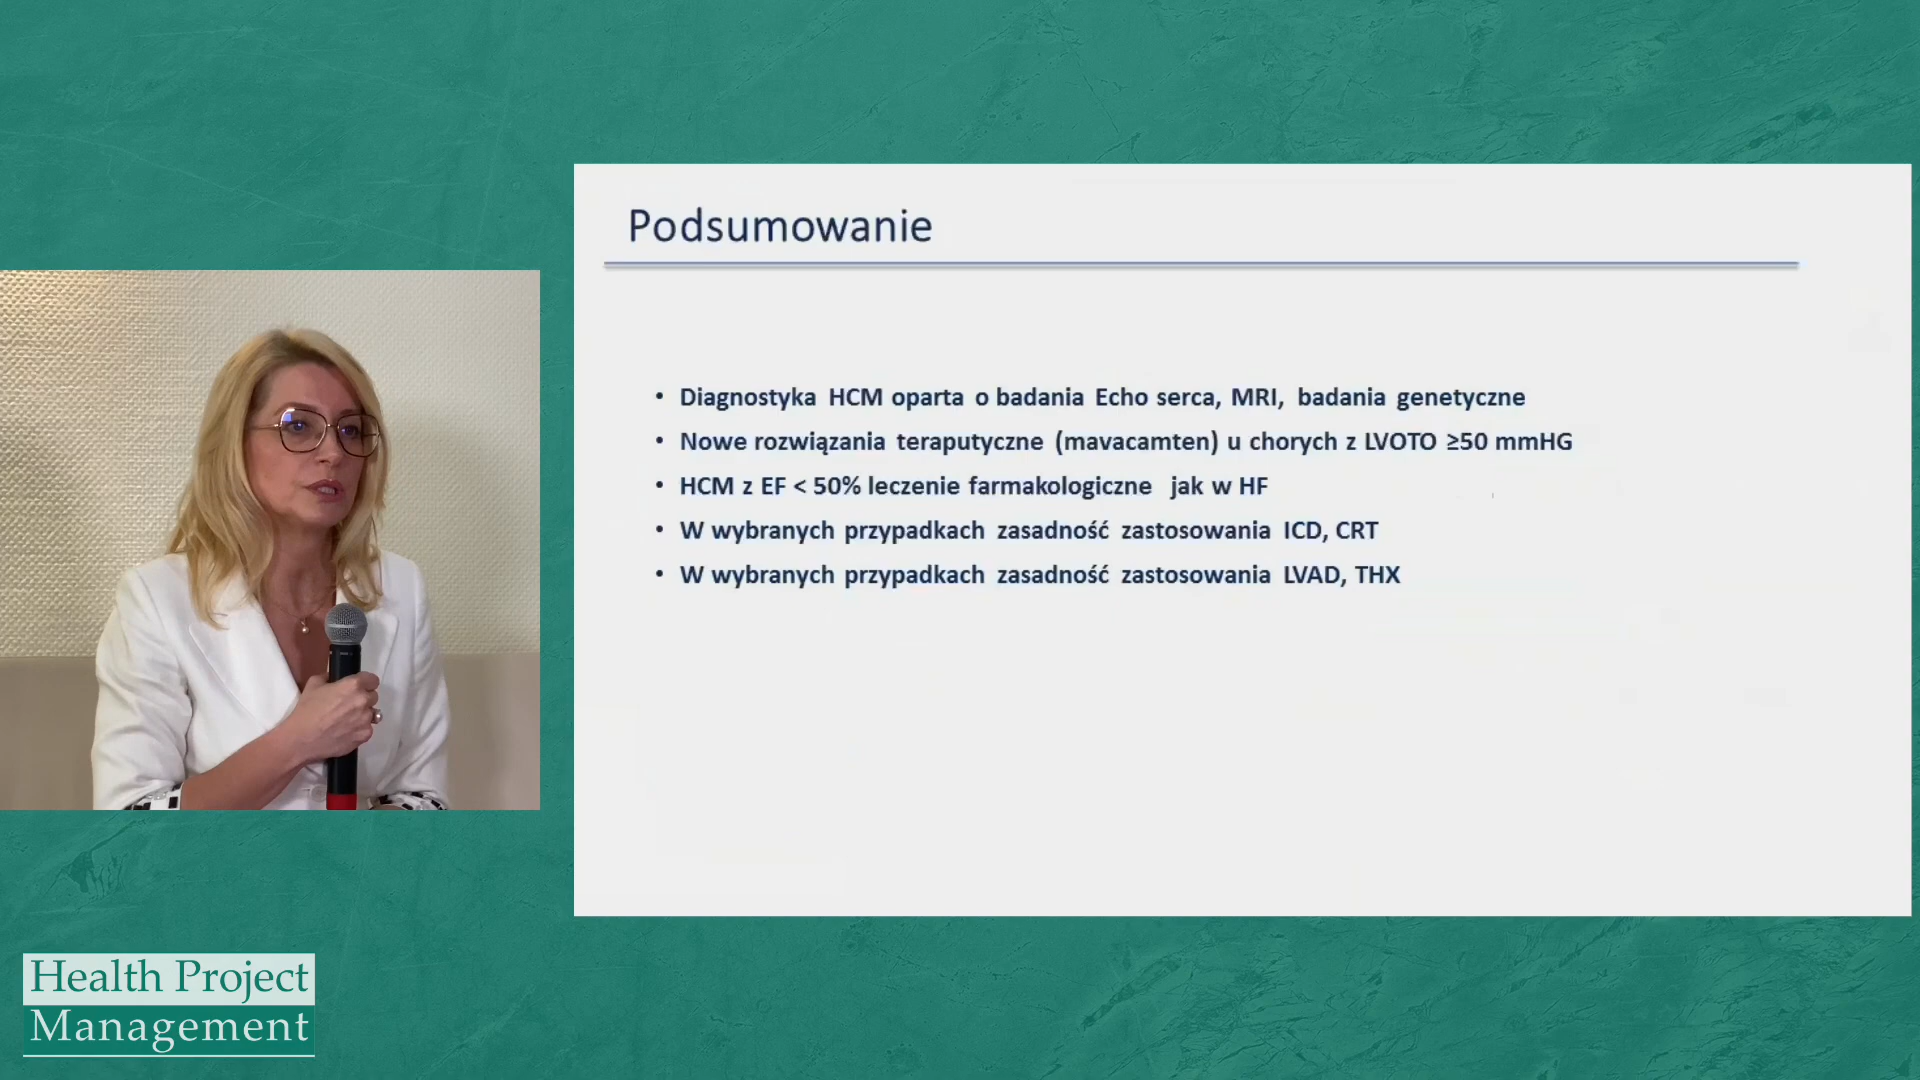 Podsumowanie
• Diagnostyka HCM oparta o badania Echo serca, MRI, badania genetyczne
• Nowe rozwiązania teraputyczne (mavacamten) u chorych z LVOTO ≥50 mmHG
• HCM z EF < 50% leczenie farmakologiczne jak w HF
• W wybranych przypadkach zasadność zastosowania ICD, CRT
• W wybranych przypadkach zasadność zastosowania LVAD, THX
Health Project
Management